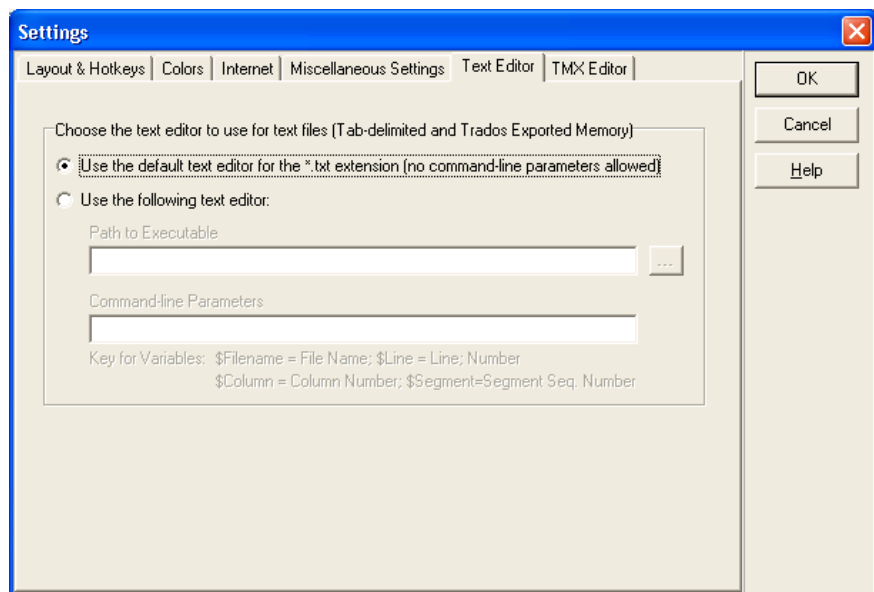 Settings
Layout & Hotkeys Colors Internet Miscellaneous Settings Text Editor TMX Editor
OK
Cancel
Help
Choose the text editor to use for text files (Tab-delimited and Trados Exported Memory)
Use the default text editor for the *.txt extension (no command-line parameters allowed)
Use the following text editor:
Path to Executable
...
Command-line Parameters
Key for Variables: $Filename = File Name; $Line = Line; Number
$Column = Column Number; $Segment=Segment Seq. Number